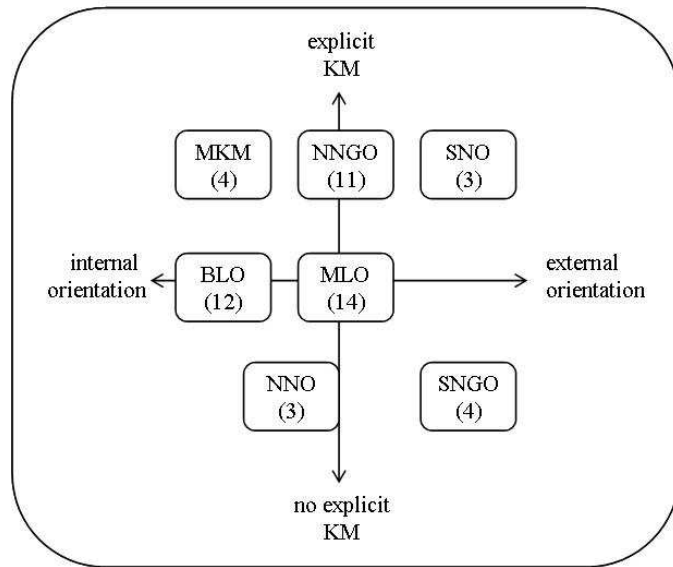 explicit
KM
MKM
(4)
NNGO
(11)
SNO
(3)
internal
orientation
BLO
(12)
MLO
(14)
external
orientation
NNO
(3)
SNGO
(4)
no explicit
KM